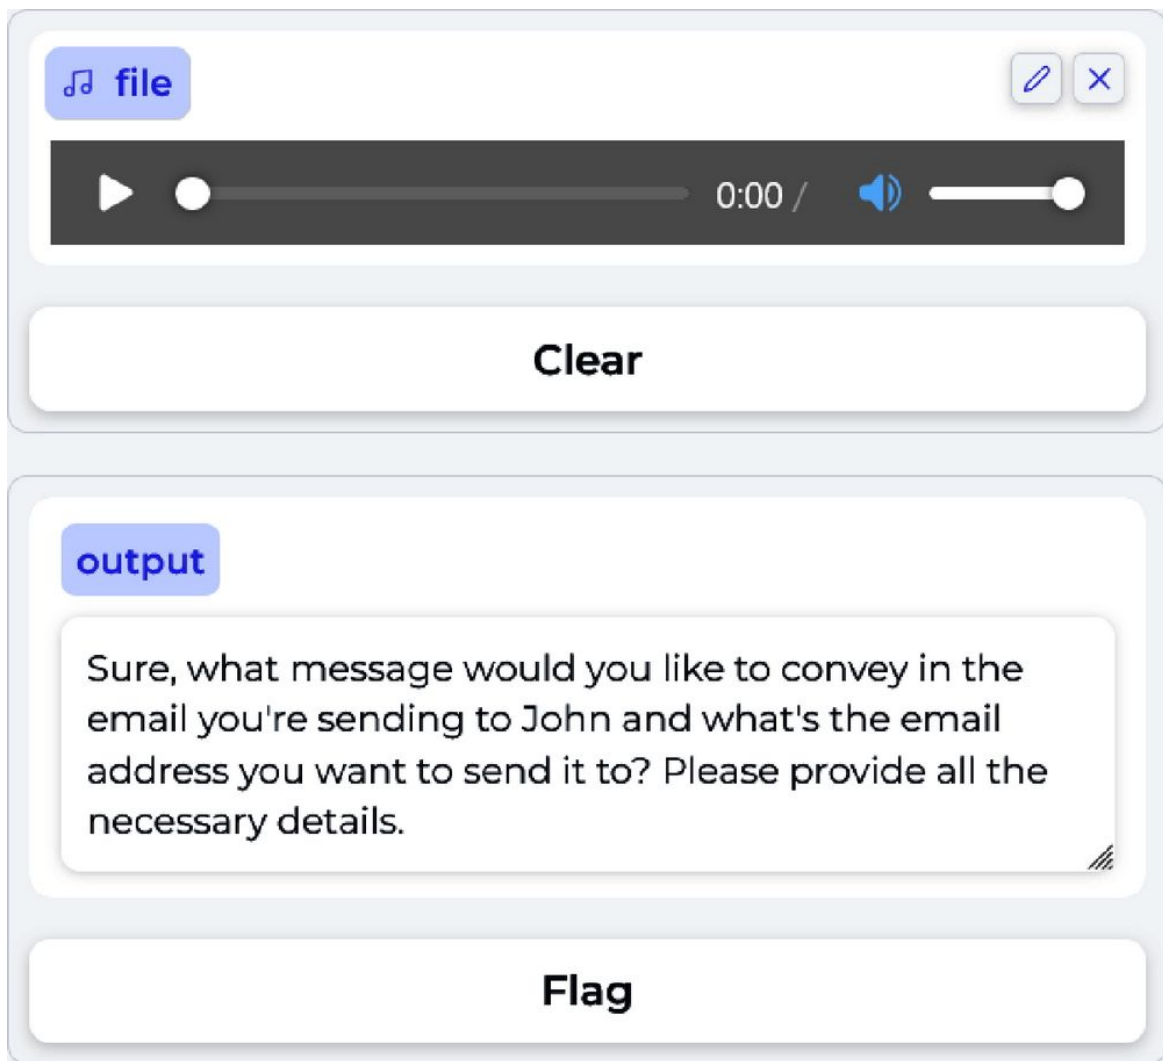 file
0:00 /
Clear
output
Sure, what message would you like to convey in the
email you're sending to John and what's the email
address you want to send it to? Please provide all the
necessary details.
Flag